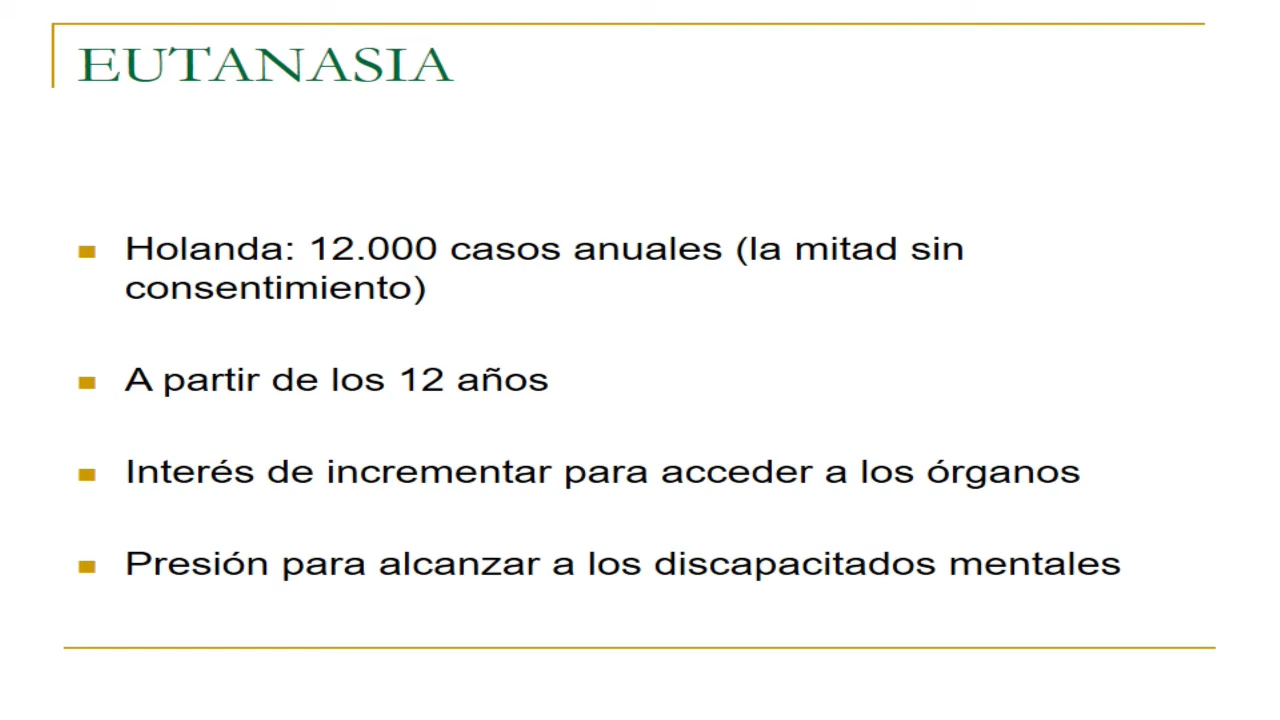 EUTANASIA
Holanda: 12.000 casos anuales (la mitad sin
consentimiento)
A partir de los 12 años
Interés de incrementar para acceder a los órganos
Presión para alcanzar a los discapacitados mentales